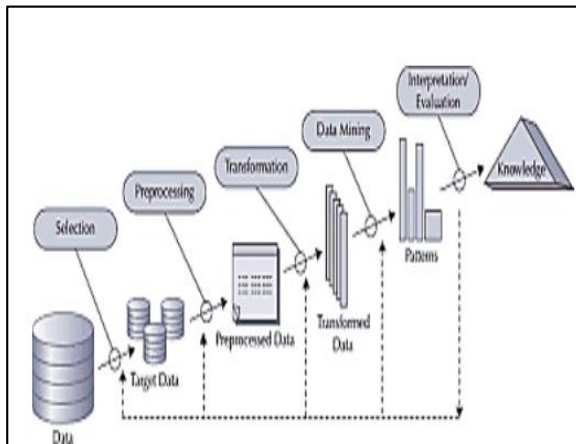 Interpretation/
Evaluation
Data Mining
Transformation
Preprocessing
Selection
Knowledge
Patterns
Transformed
Data
Preprocessed Data
Target Data
Data